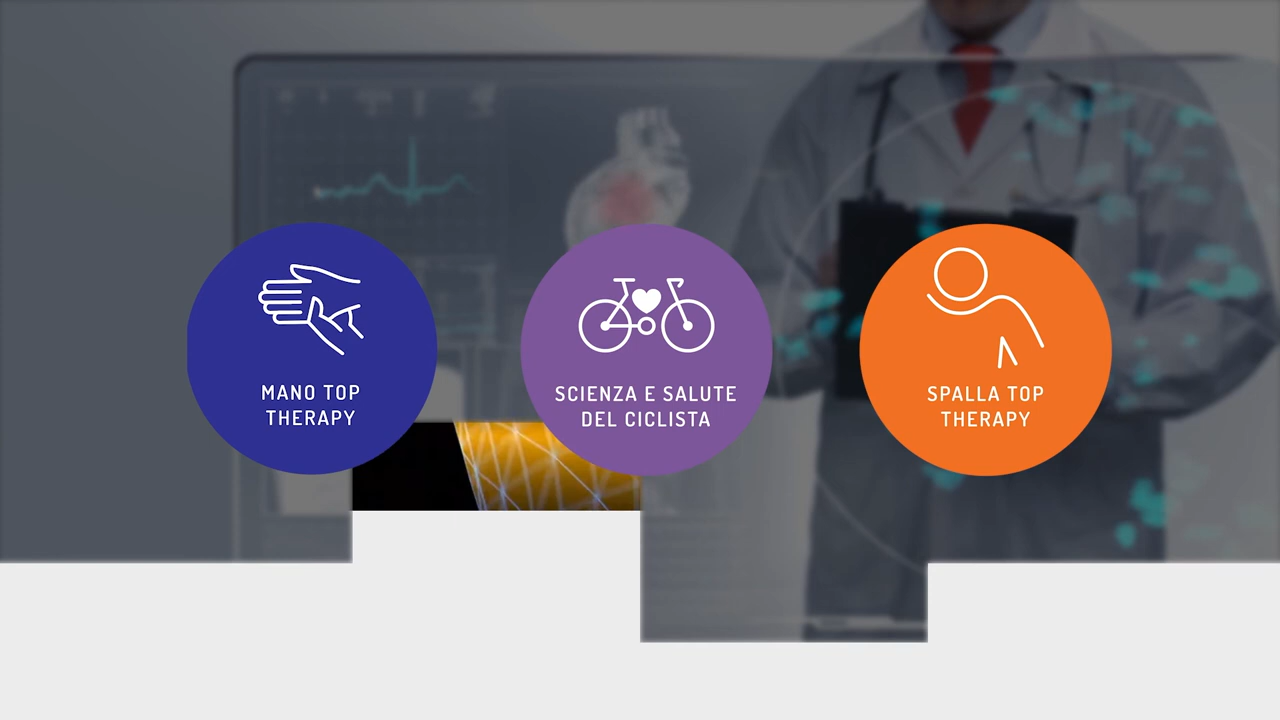 MANO TOP
THERAPY
SCIENZA E SALUTE
DEL CICLISTA
SPALLA TOP
THERAPY